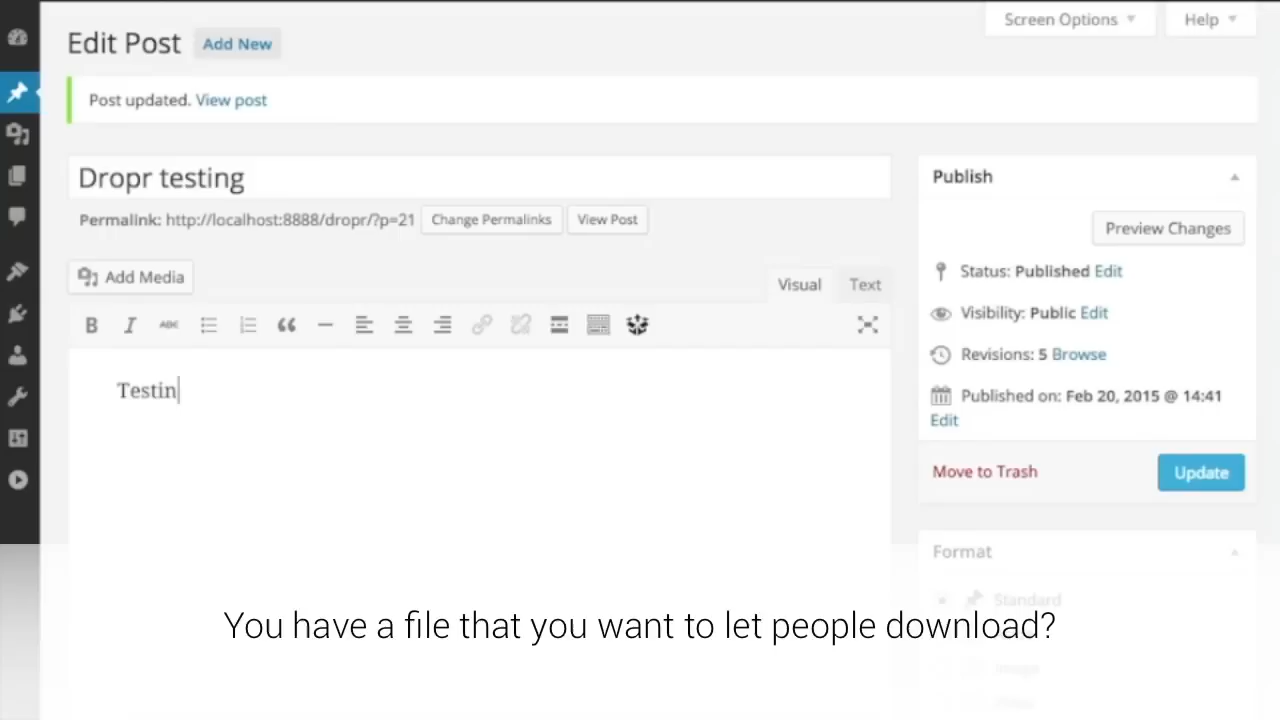 Screen Options
Help
Edit Post
Add New
Post updated. View post
Dropr testing
Permalink: http://localhost:8888/dropr/?p=21
Change Permalinks
View Post
Add Media
Visual
Text
B
I
ABC
Testin
Publish
Preview Changes
Status: Published Edit
Visibility: Public Edit
Revisions: 5 Browse
Published on: Feb 20, 2015 @ 14:41
Edit
Move to Trash
Update
Format
Standard
Image
You have a file that you want to let people download?